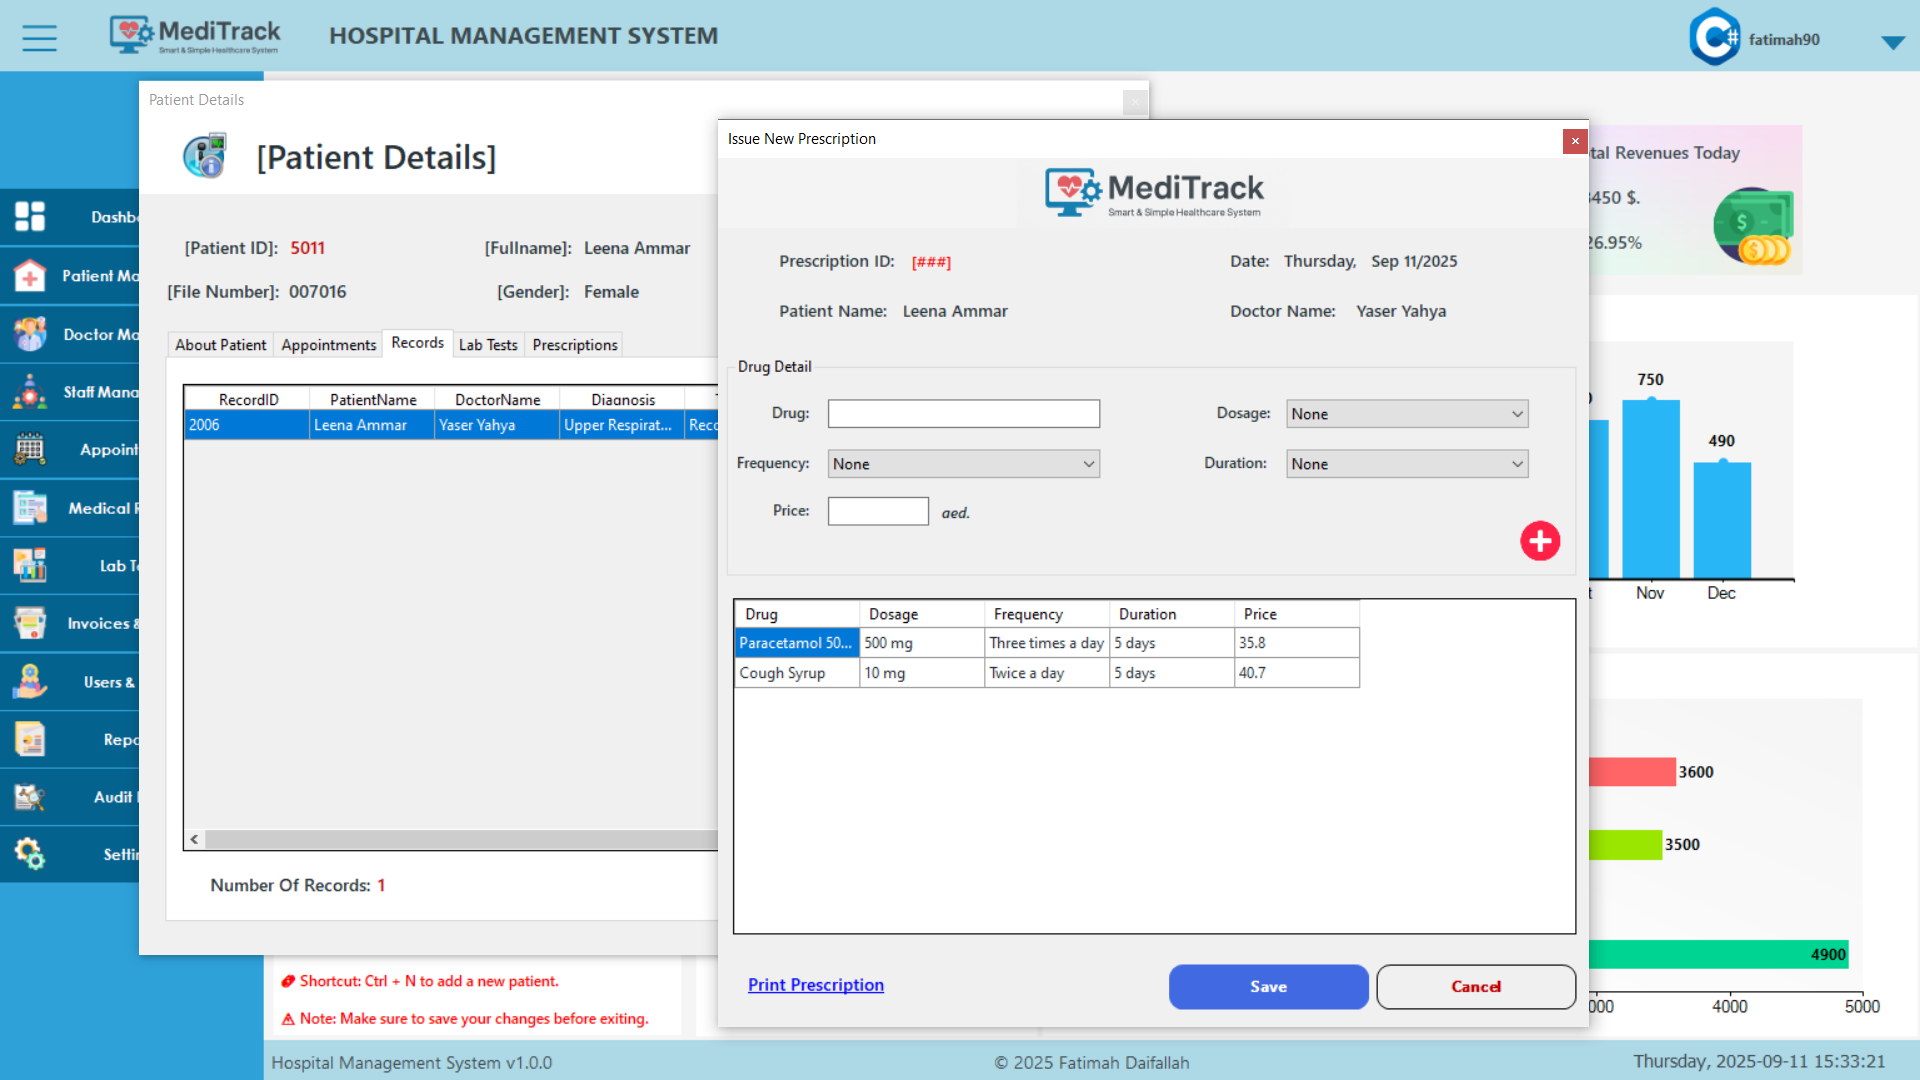 MediTrack
Smart & Simple Healthcare System
HOSPITAL MANAGEMENT SYSTEM
fatimah90
Patient Details
[Patient Details]
[Patient ID]: 5011
[Fullname]: Leena Ammar
[File Number]: 007016
[Gender]: Female
About Patient
Appointments
Records
Lab Tests
Prescriptions
RecordID PatientName DoctorName Diagnosis
2006 Leena Ammar Yaser Yahya Upper Respirat... Reco
Number Of Records: 1
Dashbo
Patient Ma
Doctor Ma
Staff Mana
Appoint
Medical R
Lab Te
Invoices &
Users &
Repo
Audit
Settin
Issue New Prescription
MediTrack
Smart & Simple Healthcare System
Prescription ID: [###]
Date: Thursday, Sep 11/2025
Patient Name: Leena Ammar
Doctor Name: Yaser Yahya
Drug Detail
Drug:
Dosage: None
Frequency: None
Duration: None
Price: aed.
Drug Dosage Frequency Duration Price
Paracetamol 50... 500 mg Three times a day 5 days 35.8
Cough Syrup 10 mg Twice a day 5 days 40.7
Print Prescription
Save
Cancel
tal Revenues Today
450 $.
26.95%
750
490
Nov
Dec
3600
3500
4900
000
4000
5000
Shortcut: Ctrl + N to add a new patient.
Note: Make sure to save your changes before exiting.
Hospital Management System v1.0.0
© 2025 Fatimah Daifallah
Thursday, 2025-09-11 15:33:21